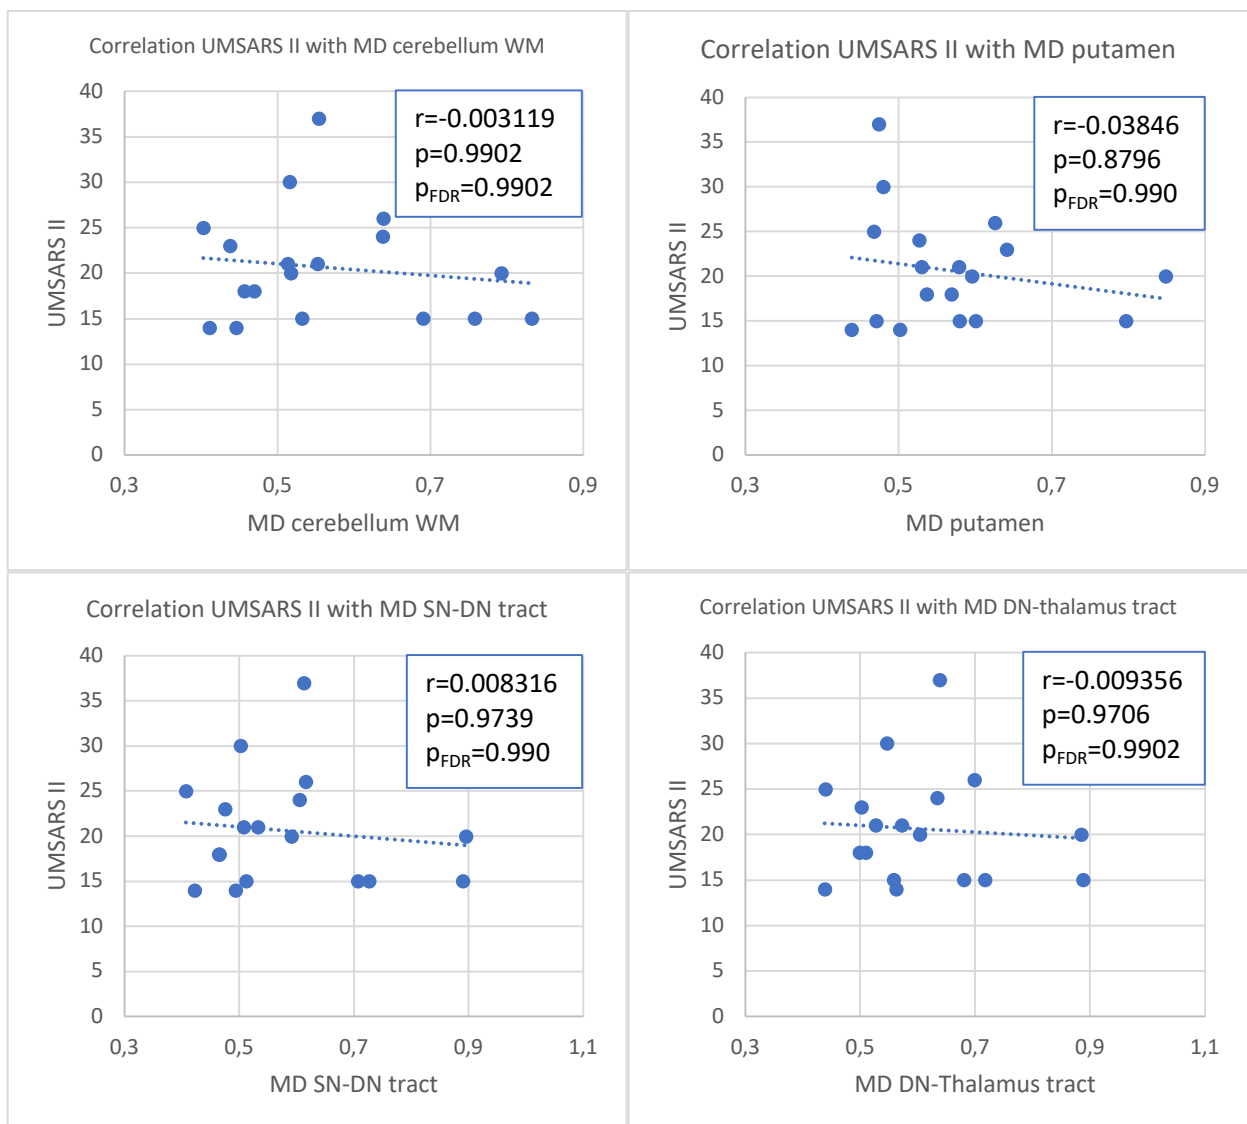 Correlation UMSARS II with MD cerebellum WM
r=-0.003119
p=0.9902
pFDR=0.9902
40
35
30
25
20
15
10
5
0
UMSARS II
0,3 0,5 0,7 0,9
MD cerebellum WM
Correlation UMSARS II with MD putamen
r=-0.03846
p=0.8796
pFDR=0.990
40
35
30
25
20
15
10
5
0
UMSARS II
0,3 0,5 0,7 0,9
MD putamen
Correlation UMSARS II with MD SN-DN tract
r=0.008316
p=0.9739
pFDR=0.990
40
35
30
25
20
15
10
5
0
UMSARS II
0,3 0,5 0,7 0,9 1,1
MD SN-DN tract
Correlation UMSARS II with MD DN-thalamus tract
r=-0.009356
p=0.9706
pFDR=0.9902
40
35
30
25
20
15
10
5
0
UMSARS II
0,3 0,5 0,7 0,9 1,1
MD DN-Thalamus tract